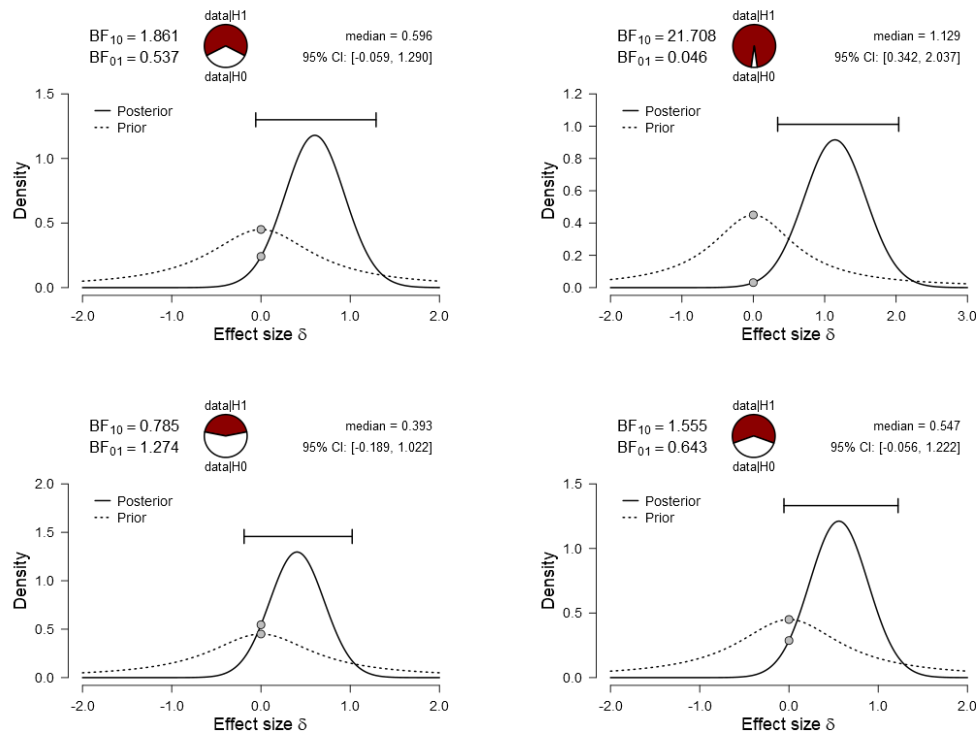 data|H1
BF10 = 1.861
median = 0.596
BF01 = 0.537
95% CI: [-0.059, 1.290]
data|H0
1.5
Posterior
Prior
1.0
Density
0.5
0.0
-2.0 -1.0 0.0 1.0 2.0
Effect size δ
data|H1
BF10 = 21.708
median = 1.129
BF01 = 0.046
95% CI: [0.342, 2.037]
data|H0
1.2
Posterior
Prior
1.0
0.8
Density
0.6
0.4
0.2
0.0
-2.0 -1.0 0.0 1.0 2.0 3.0
Effect size δ
data|H1
BF10 = 0.785
median = 0.393
BF01 = 1.274
95% CI: [-0.189, 1.022]
data|H0
2.0
Posterior
Prior
1.5
Density
1.0
0.5
0.0
-2.0 -1.0 0.0 1.0 2.0
Effect size δ
data|H1
BF10 = 1.555
median = 0.547
BF01 = 0.643
95% CI: [-0.056, 1.222]
data|H0
1.5
Posterior
Prior
1.0
Density
0.5
0.0
-2.0 -1.0 0.0 1.0 2.0
Effect size δ